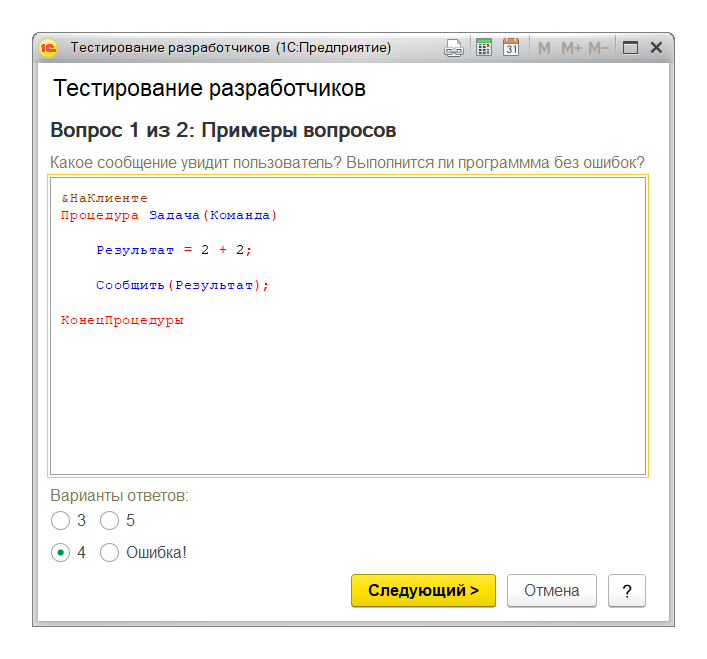 1С Тестирование разработчиков (1С:Предприятие) 31 M M+ M-
Тестирование разработчиков
Вопрос 1 из 2: Примеры вопросов
Какое сообщение увидит пользователь? Выполнится ли программма без ошибок?
&НаКлиенте
Процедура Задача(Команда)
Результат = 2 + 2;
Сообщить(Результат);
КонецПроцедуры
Варианты ответов:
3 5
4 Ошибка!
Следующий > Отмена ?